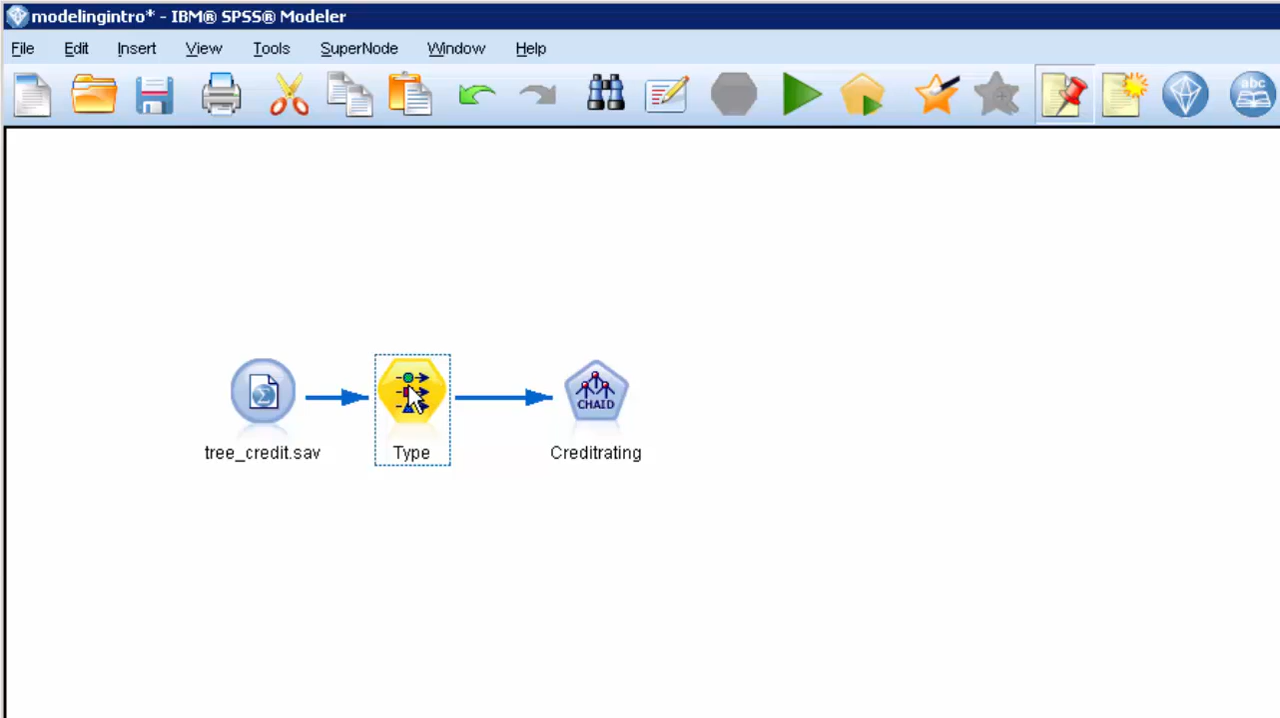 modelingintro* - IBM® SPSS® Modeler
File Edit Insert View Tools SuperNode Window Help
abc
Σ
CHAID
tree_credit.sav Type Creditrating